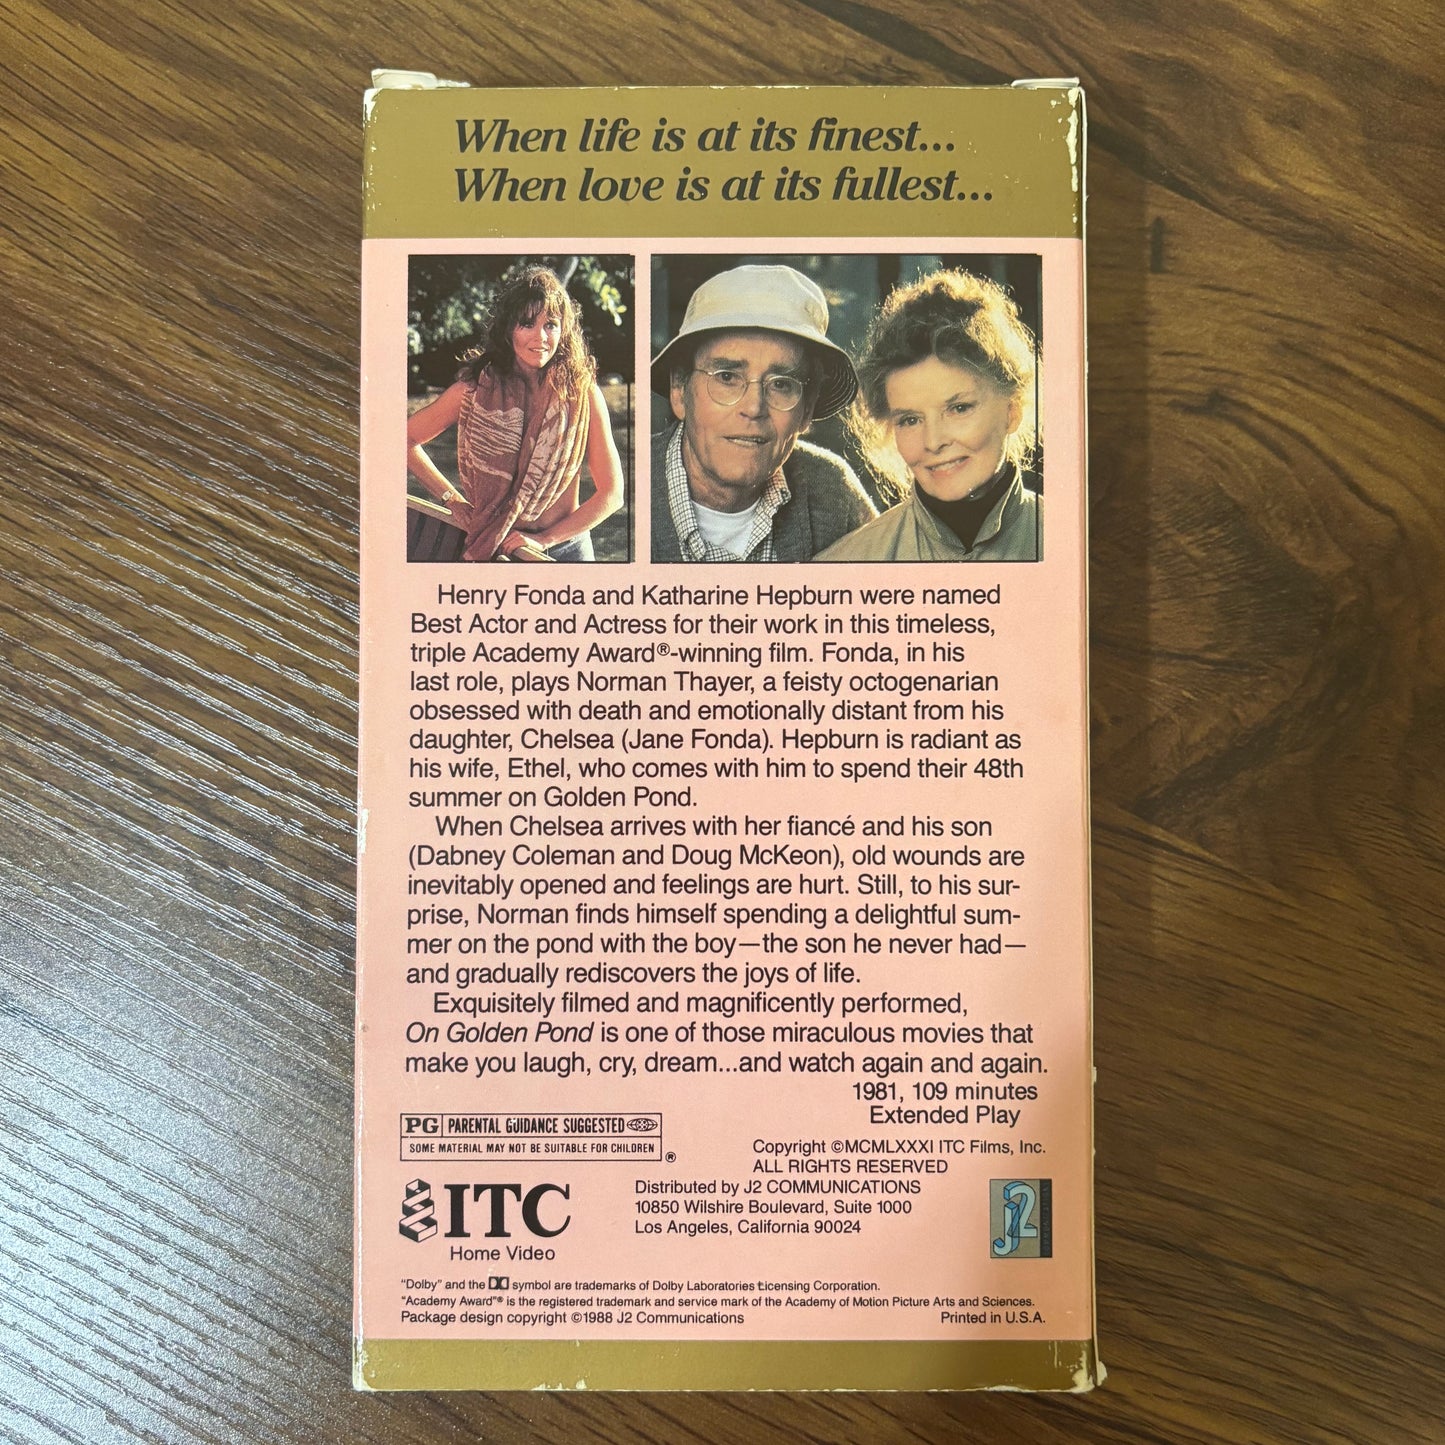 When life is at its finest...
When love is at its fullest...
Henry Fonda and Katharine Hepburn were named
Best Actor and Actress for their work in this timeless,
triple Academy Award®-winning film. Fonda, in his
last role, plays Norman Thayer, a feisty octogenarian
obsessed with death and emotionally distant from his
daughter, Chelsea (Jane Fonda). Hepburn is radiant as
his wife, Ethel, who comes with him to spend their 48th
summer on Golden Pond.
When Chelsea arrives with her fiancé and his son
(Dabney Coleman and Doug McKeon), old wounds are
inevitably opened and feelings are hurt. Still, to his sur-
prise, Norman finds himself spending a delightful sum-
mer on the pond with the boy—the son he never had—
and gradually rediscovers the joys of life.
Exquisitely filmed and magnificently performed,
On Golden Pond is one of those miraculous movies that
make you laugh, cry, dream...and watch again and again.
1981, 109 minutes
Extended Play
PG PARENTAL GUIDANCE SUGGESTED
SOME MATERIAL MAY NOT BE SUITABLE FOR CHILDREN ®
Copyright ©MCMLXXXI ITC Films, Inc.
ALL RIGHTS RESERVED
ITC
Home Video
Distributed by J2 COMMUNICATIONS
10850 Wilshire Boulevard, Suite 1000
Los Angeles, California 90024
J2
"Dolby" and the symbol are trademarks of Dolby Laboratories Licensing Corporation.
"Academy Award"® is the registered trademark and service mark of the Academy of Motion Picture Arts and Sciences.
Package design copyright ©1988 J2 Communications
Printed in U.S.A.